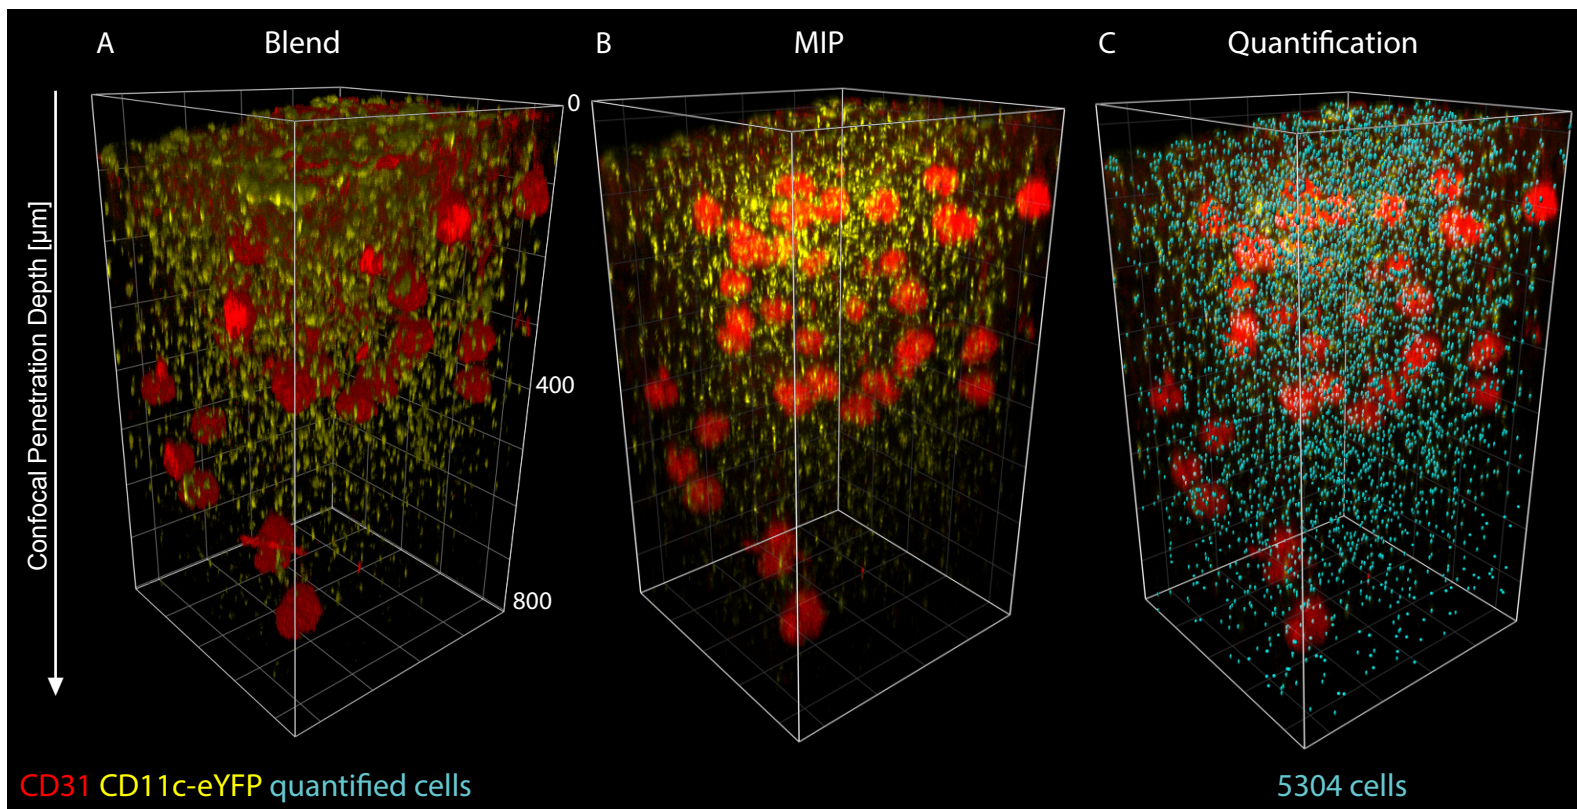 A Blend
B MIP
C Quantification
0
400
800
Confocal Penetration Depth [µm]
CD31 CD11c-eYFP quantified cells
5304 cells